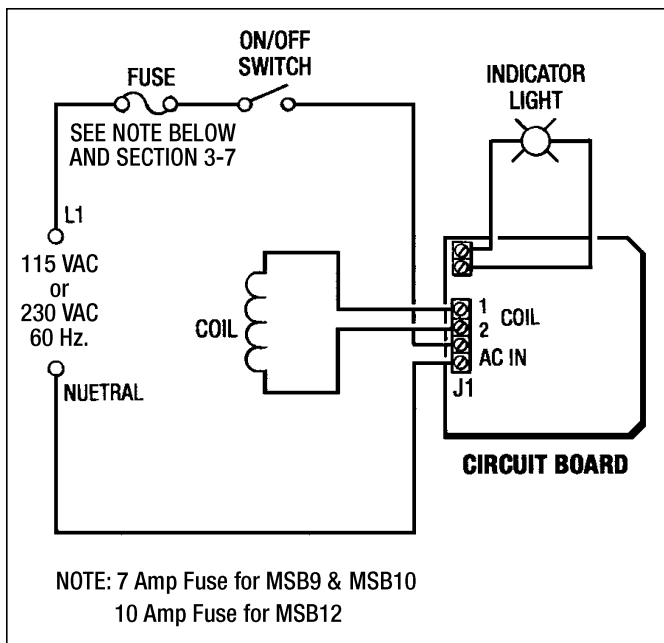 ON/OFF
SWITCH
FUSE
INDICATOR
LIGHT
SEE NOTE BELOW
AND SECTION 3-7
L1
115 VAC
or
230 VAC
60 Hz.
NUETRAL
COIL
1
2
COIL
AC IN
J1
CIRCUIT BOARD
NOTE: 7 Amp Fuse for MSB9 & MSB10
10 Amp Fuse for MSB12